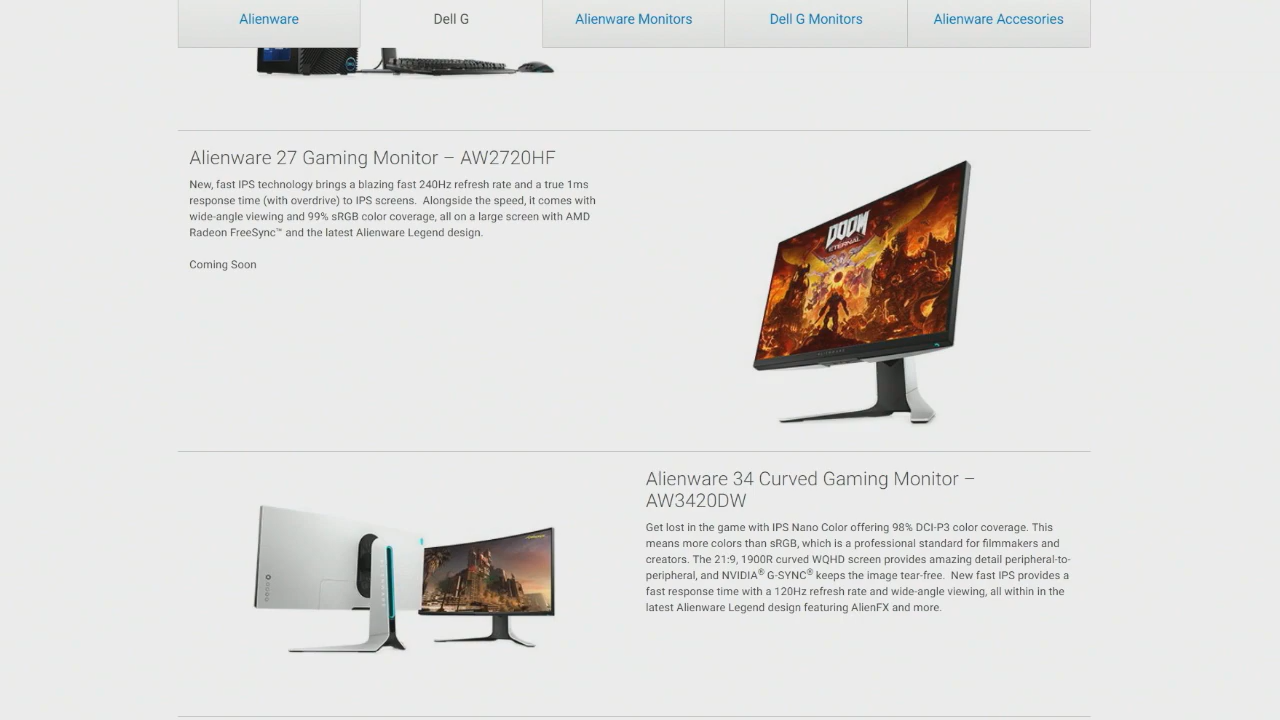 Alienware
Dell G
Alienware Monitors
Dell G Monitors
Alienware Accesories
Alienware 27 Gaming Monitor – AW2720HF
New, fast IPS technology brings a blazing fast 240Hz refresh rate and a true 1ms
response time (with overdrive) to IPS screens. Alongside the speed, it comes with
wide-angle viewing and 99% sRGB color coverage, all on a large screen with AMD
Radeon FreeSync™ and the latest Alienware Legend design.
Coming Soon
DOOM
ETERNAL
Alienware 34 Curved Gaming Monitor –
AW3420DW
Get lost in the game with IPS Nano Color offering 98% DCI-P3 color coverage. This
means more colors than sRGB, which is a professional standard for filmmakers and
creators. The 21:9, 1900R curved WQHD screen provides amazing detail peripheral-to-
peripheral, and NVIDIA® G-SYNC® keeps the image tear-free. New fast IPS provides a
fast response time with a 120Hz refresh rate and wide-angle viewing, all within in the
latest Alienware Legend design featuring AlienFX and more.